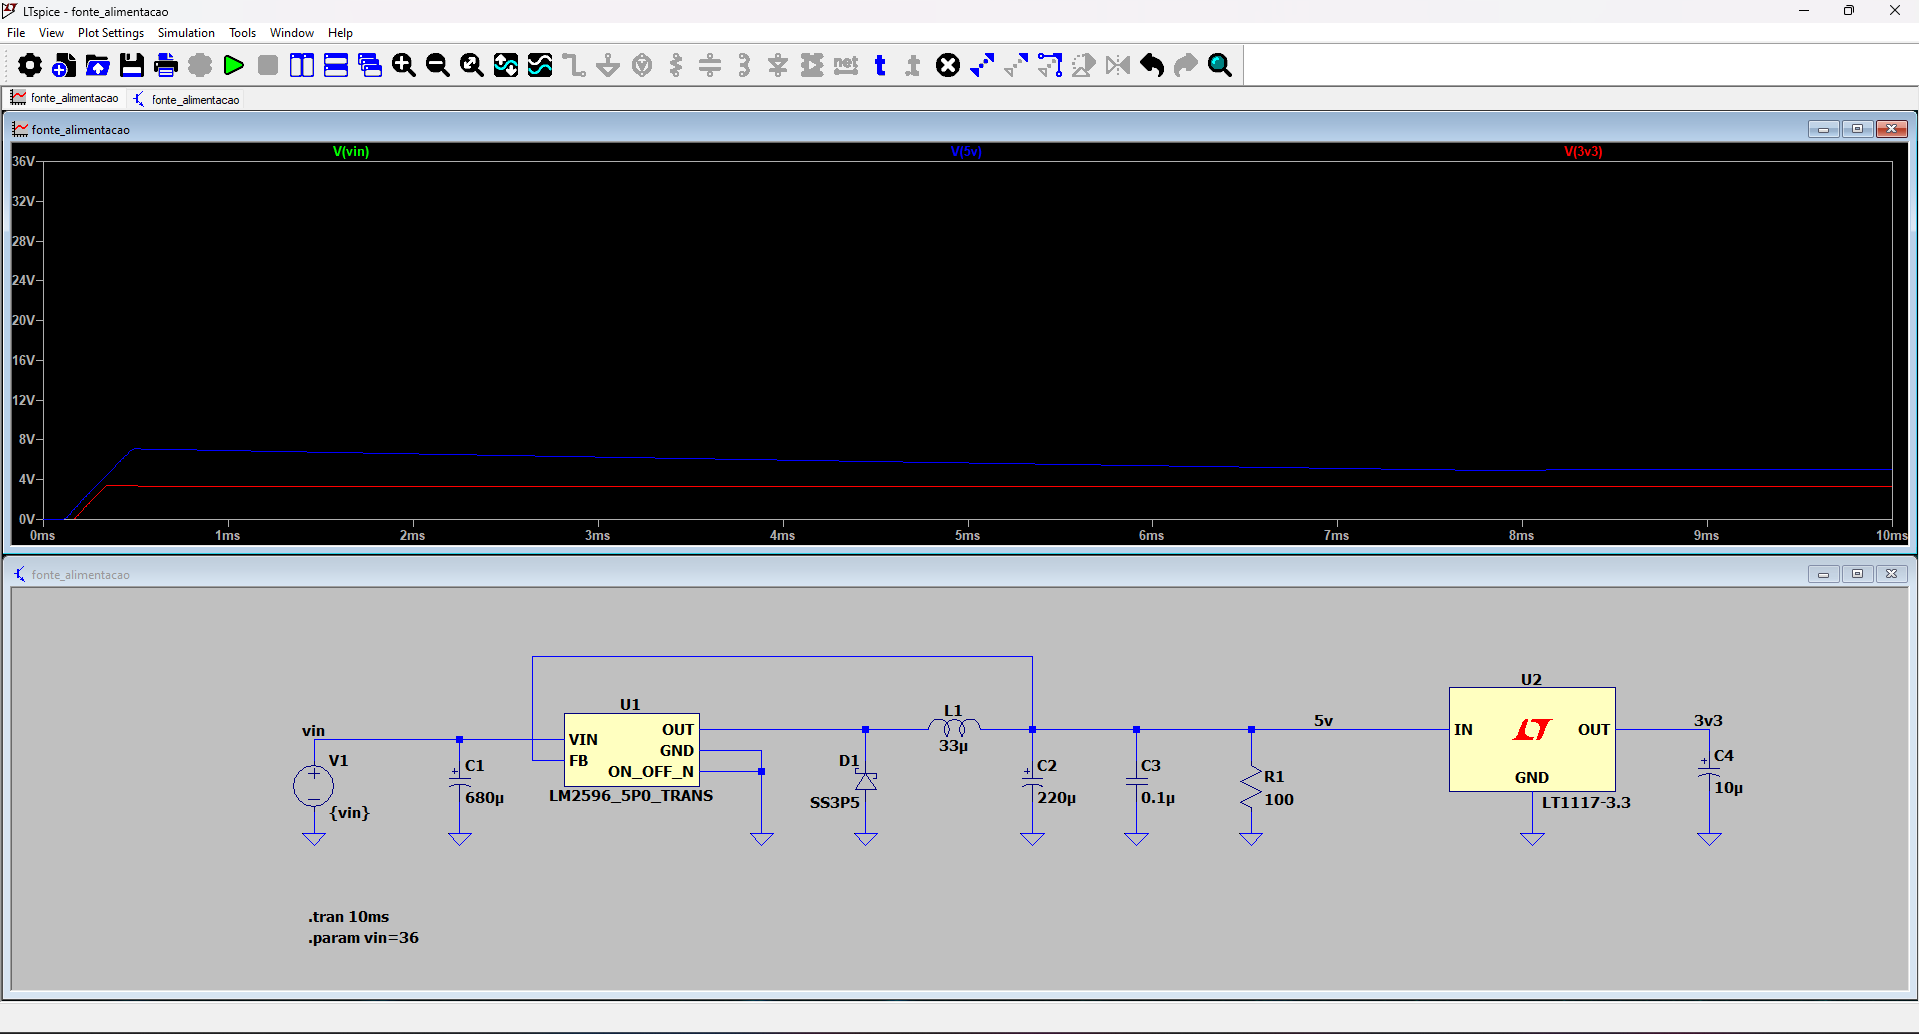 LTspice - fonte_alimentacao
File View Plot Settings Simulation Tools Window Help
net t t
fonte_alimentacao fonte_alimentacao
fonte_alimentacao
V(vin) V(5v) V(3v3)
36V
32V
28V
24V
20V
16V
12V
8V
4V
0V
0ms 1ms 2ms 3ms 4ms 5ms 6ms 7ms 8ms 9ms 10ms
fonte_alimentacao
vin
V1
{vin}
C1
680µ
U1
VIN
FB
OUT
GND
ON_OFF_N
LM2596_5P0_TRANS
D1
SS3P5
L1
33µ
C2
220µ
C3
0.1µ
R1
100
5v
U2
IN
OUT
GND
LT1117-3.3
3v3
C4
10µ
.tran 10ms
.param vin=36